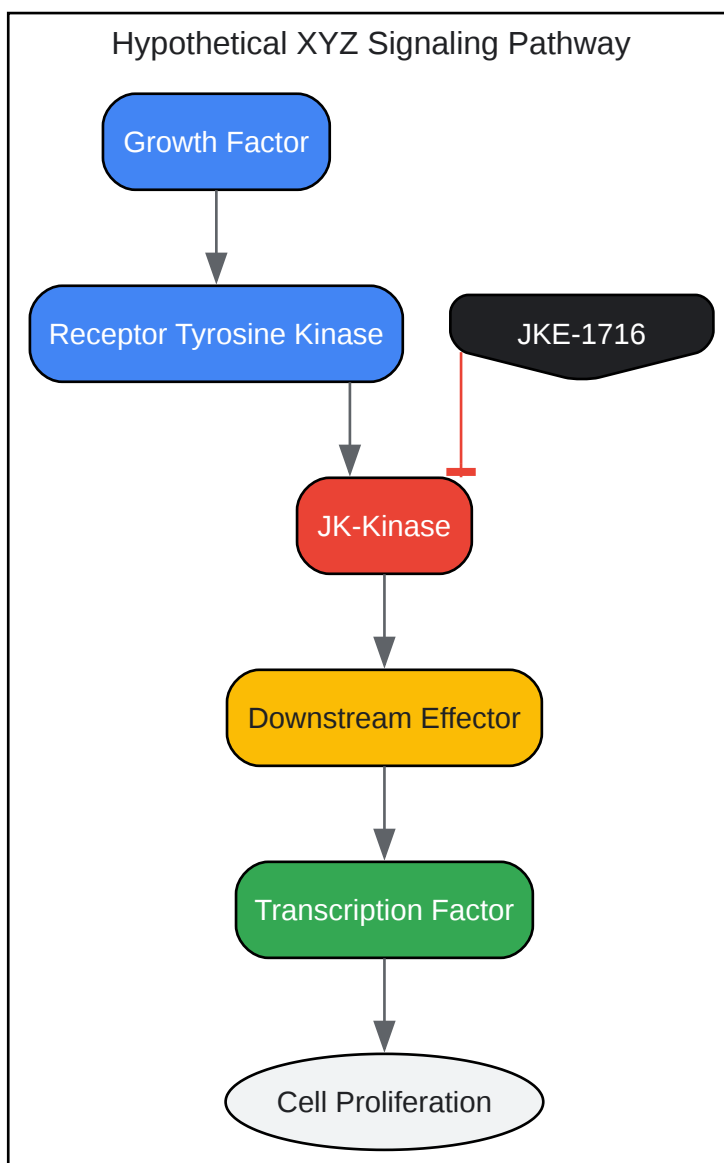 Hypothetical XYZ Signaling Pathway
Growth Factor
Receptor Tyrosine Kinase
JKE-1716
JK-Kinase
Downstream Effector
Transcription Factor
Cell Proliferation